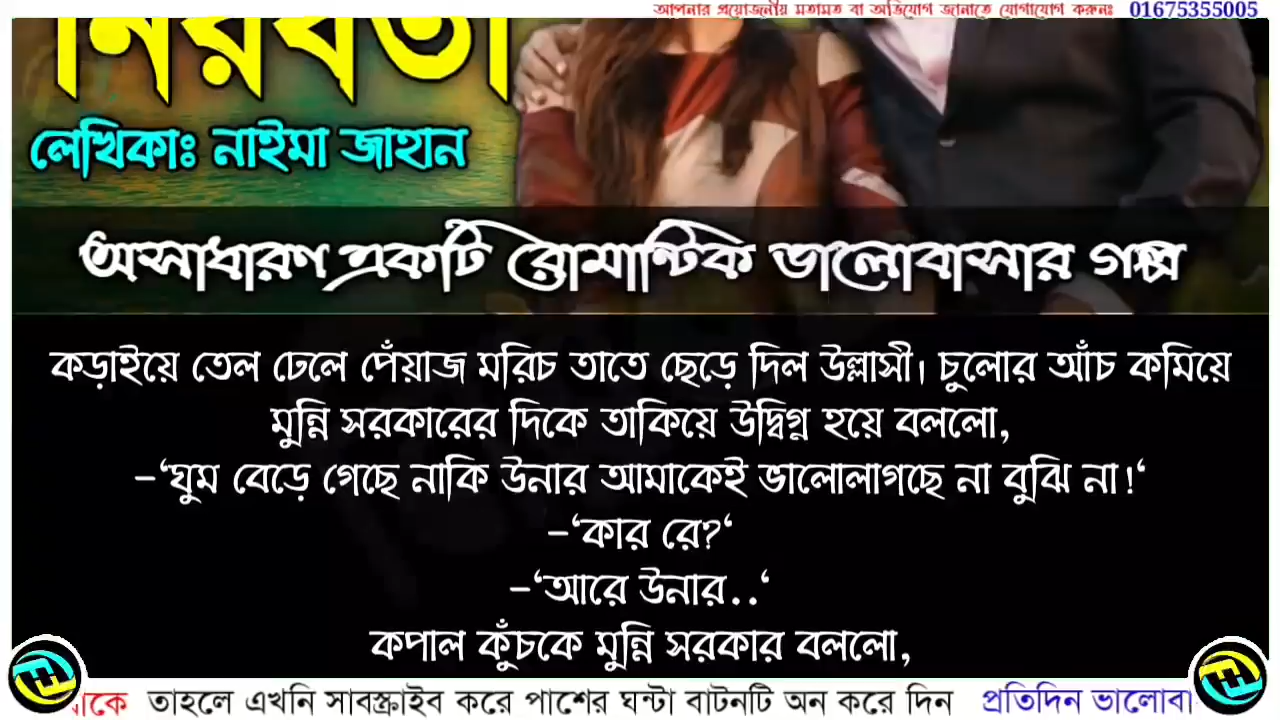 আপনার প্রয়োজনীয় মতামত বা অভিযোগ জানাতে যোগাযোগ করুনঃ 01675355005
লেখিকাঃ নাইমা জাহান
অসাধারণ একটি রোমান্টিক ভালোবাসার গল্প
কড়াইয়ে তেল ঢেলে পেঁয়াজ মরিচ তাতে ছেড়ে দিল উল্লাসী। চুলোর আঁচ কমিয়ে
মুন্নি সরকারের দিকে তাকিয়ে উদ্বিগ্ন হয়ে বললো,
-‘ঘুম বেড়ে গেছে নাকি উনার আমাকেই ভালোলাগছে না বুঝি না!‘
-‘কার রে?‘
-‘আরে উনার..‘
কপাল কুঁচকে মুন্নি সরকার বললো,
তাহলে এখনি সাবস্ক্রাইব করে পাশের ঘন্টা বাটনটি অন করে দিন প্রতিদিন